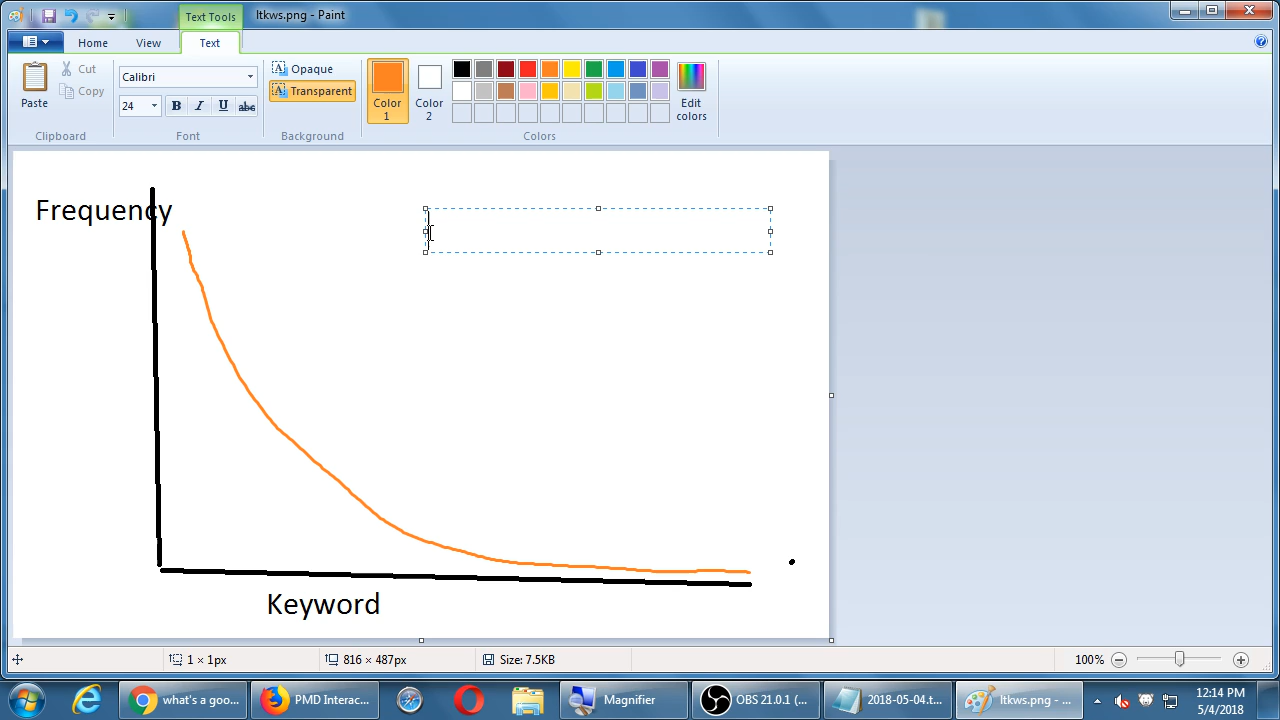 Text Tools
ltkws.png - Paint
Home
View
Text
Paste
Cut
Copy
Clipboard
Calibri
24
B I U abc
Font
Opaque
Transparent
Background
Color 1
Color 2
Edit colors
Colors
Frequency
Keyword
1 × 1px
816 × 487px
Size: 7.5KB
100%
what's a goo...
PMD Interac...
Magnifier
OBS 21.0.1 (...
2018-05-04.t...
ltkws.png - ...
12:14 PM
5/4/2018